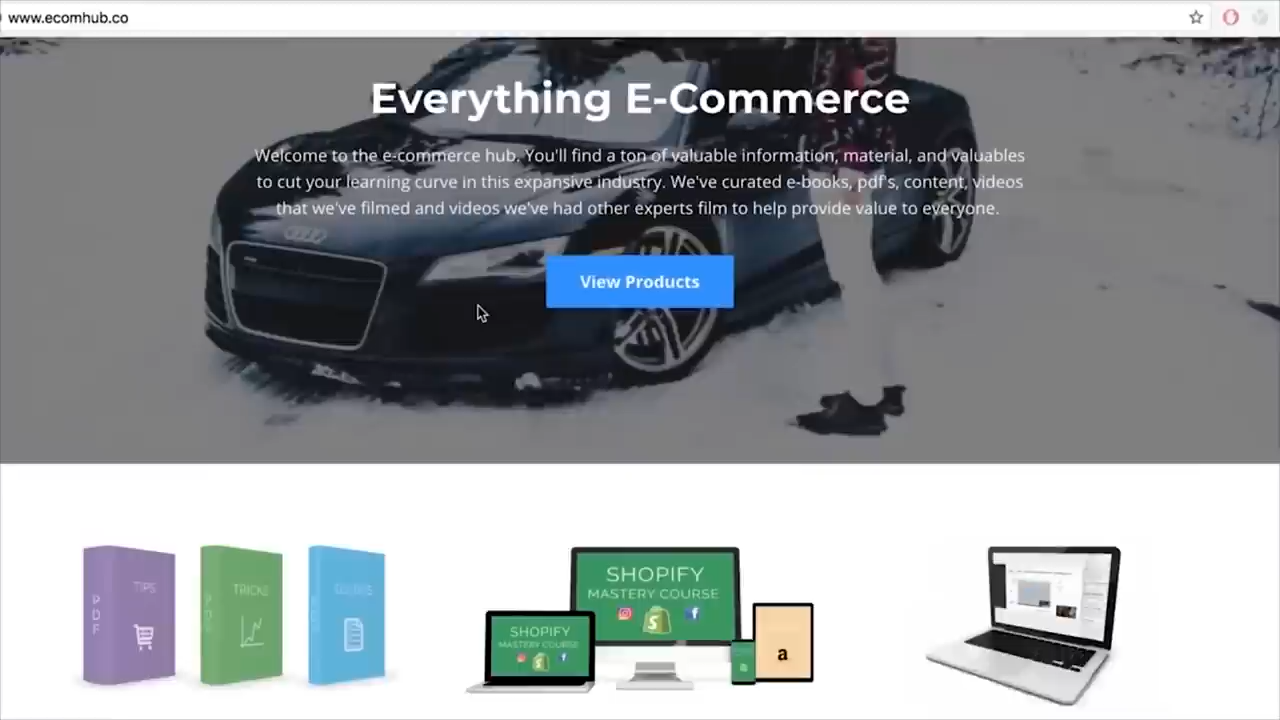 www.ecomhub.co
Everything E-Commerce
Welcome to the e-commerce hub. You'll find a ton of valuable information, material, and valuables
to cut your learning curve in this expansive industry. We've curated e-books, pdf's, content, videos
that we've filmed and videos we've had other experts film to help provide value to everyone.
View Products
PDF
TIPS
PDF
TRICKS
GUIDES
SHOPIFY
MASTERY COURSE
SHOPIFY
MASTERY COURSE
a